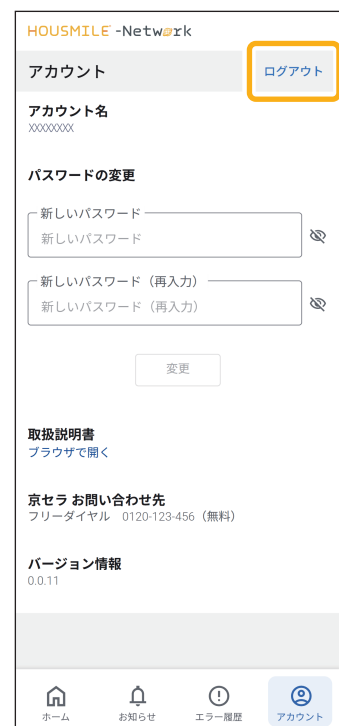 HOUSMILE-Network
アカウント
ログアウト
アカウント名
XXXXXXXX
パスワードの変更
新しいパスワード
新しいパスワード
新しいパスワード（再入力）
新しいパスワード（再入力）
変更
取扱説明書
ブラウザで開く
京セラ お問い合わせ先
フリーダイヤル　0120-123-456（無料）
バージョン情報
0.0.11
ホーム
お知らせ
エラー履歴
アカウント